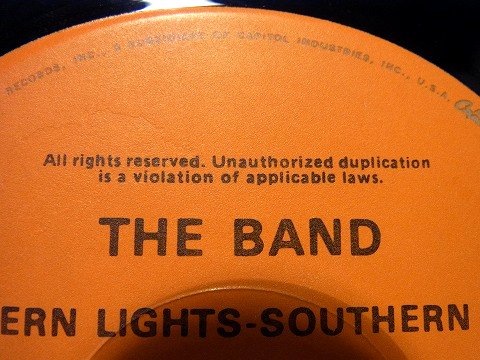 RECORDS, INC., A SUBSIDIARY OF CAPITOL INDUSTRIES, INC., U.S.A.
All rights reserved. Unauthorized duplication
is a violation of applicable laws.
THE BAND
ERN LIGHTS-SOUTHERN